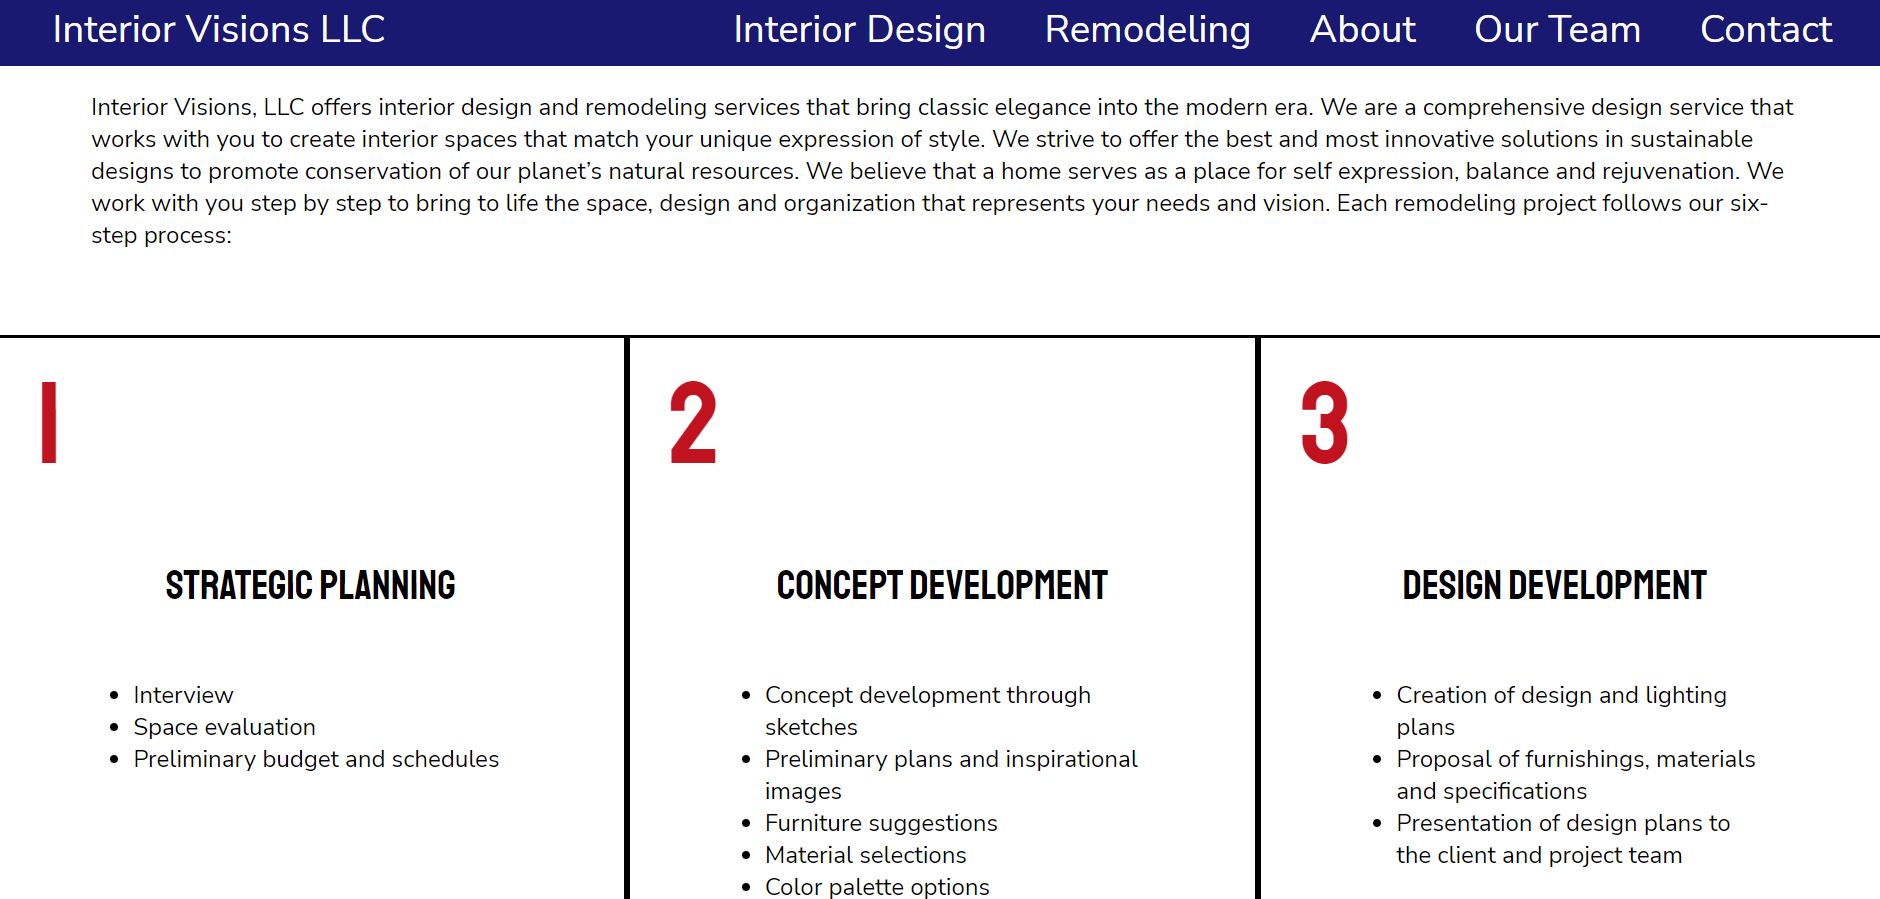 Interior Visions LLC Interior Design Remodeling About Our Team Contact
Interior Visions, LLC offers interior design and remodeling services that bring classic elegance into the modern era. We are a comprehensive design service that
works with you to create interior spaces that match your unique expression of style. We strive to offer the best and most innovative solutions in sustainable
designs to promote conservation of our planet’s natural resources. We believe that a home serves as a place for self expression, balance and rejuvenation. We
work with you step by step to bring to life the space, design and organization that represents your needs and vision. Each remodeling project follows our six-
step process:
1
STRATEGIC PLANNING
• Interview
• Space evaluation
• Preliminary budget and schedules
2
CONCEPT DEVELOPMENT
• Concept development through
sketches
• Preliminary plans and inspirational
images
• Furniture suggestions
• Material selections
• Color palette options
3
DESIGN DEVELOPMENT
• Creation of design and lighting
plans
• Proposal of furnishings, materials
and specifications
• Presentation of design plans to
the client and project team